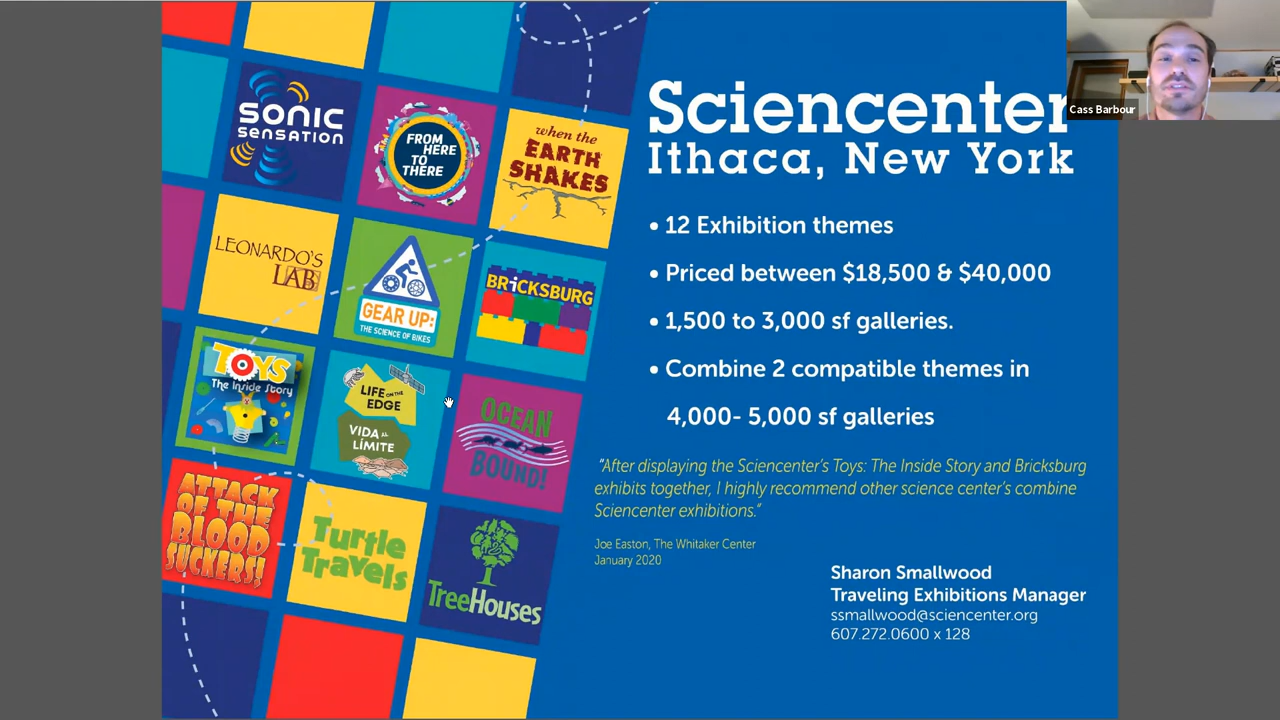 Sciencenter
Ithaca, New York
• 12 Exhibition themes
• Priced between $18,500 & $40,000
• 1,500 to 3,000 sf galleries.
• Combine 2 compatible themes in
4,000- 5,000 sf galleries
"After displaying the Sciencenter's Toys: The Inside Story and Bricksburg
exhibits together, I highly recommend other science center's combine
Sciencenter exhibitions."
Joe Easton, The Whitaker Center
January 2020
Sharon Smallwood
Traveling Exhibitions Manager
ssmallwood@sciencenter.org
607.272.0600 x 128
Cass Barbour
SONIC
SENSATION
FROM
HERE
TO
THERE
when the
EARTH
SHAKES
LEONARDO'S
LAB
GEAR UP:
THE SCIENCE OF BIKES
BRiCKSBURG
TOYS
The Inside Story
LIFE ON THE
EDGE
VIDA AL
LÍMITE
OCEAN
BOUND!
ATTACK
OF THE
BLOOD
SUCKERS!
Turtle
Travels
TreeHouses